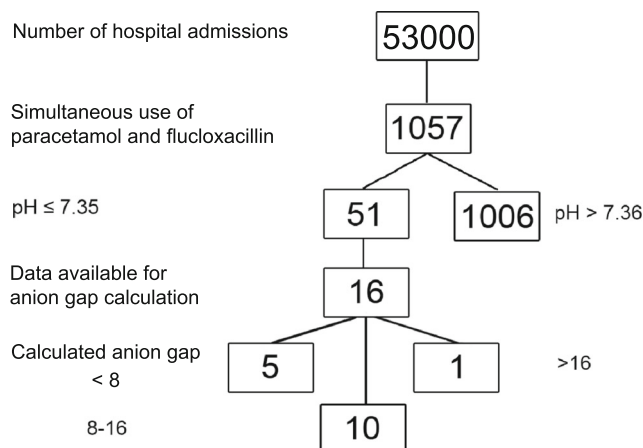 Number of hospital admissions
53000
Simultaneous use of
paracetamol and flucloxacillin
1057
pH ≤ 7.35
51
1006
pH > 7.36
Data available for
anion gap calculation
16
Calculated anion gap
< 8
5
1
>16
8-16
10